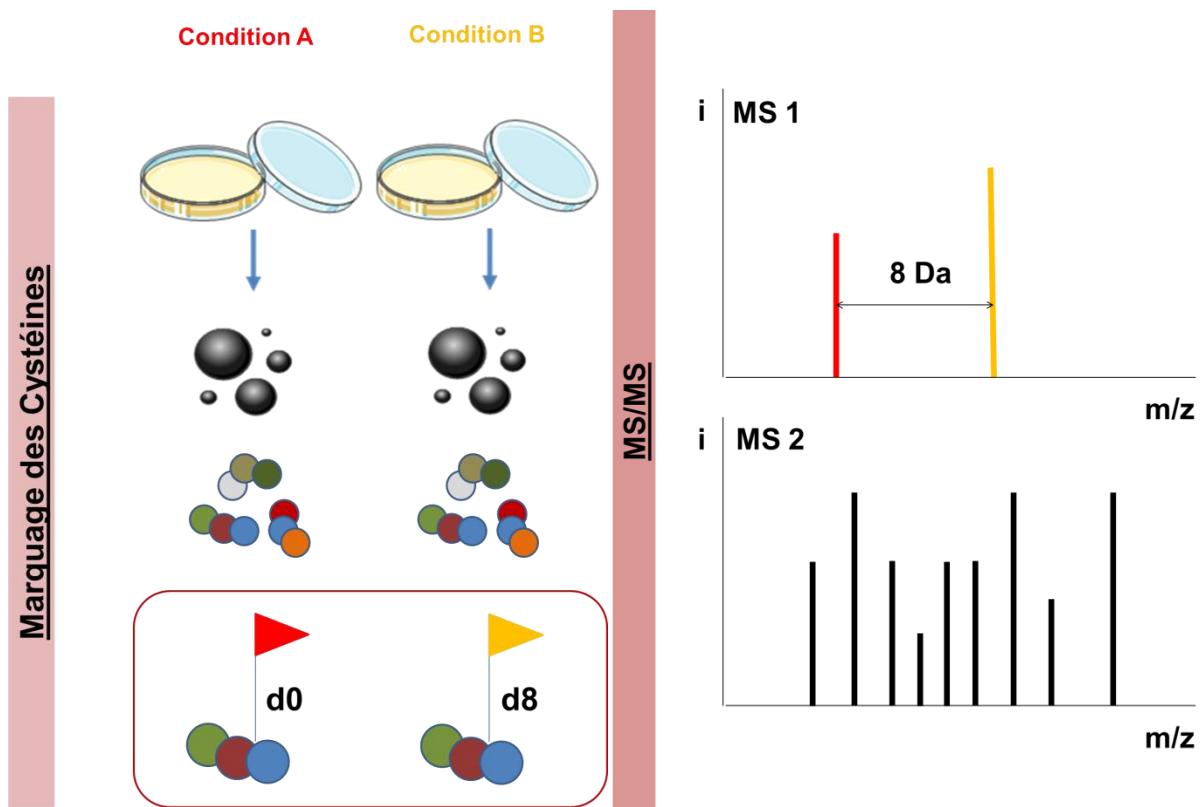 Condition A
Condition B
Marquage des Cystéines
d0
d8
MS/MS
i
MS 1
8 Da
m/z
i
MS 2
m/z